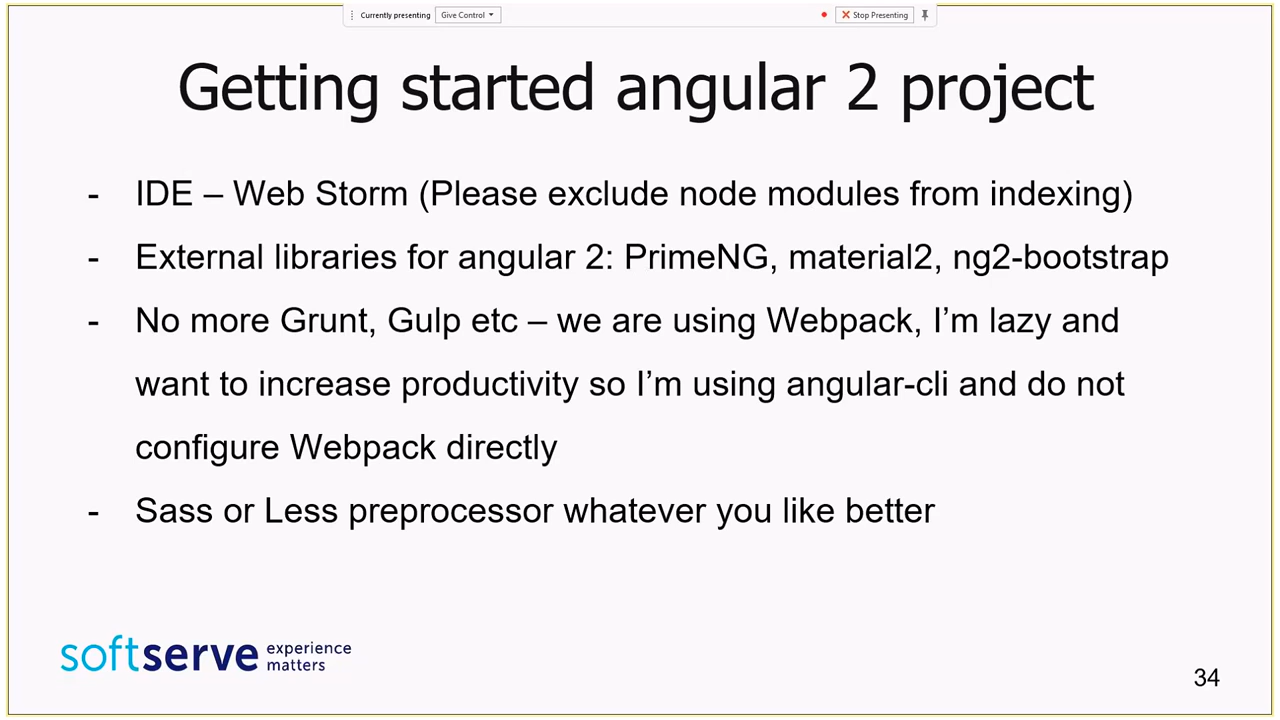 Currently presenting Give Control Stop Presenting
Getting started angular 2 project
- IDE – Web Storm (Please exclude node modules from indexing)
- External libraries for angular 2: PrimeNG, material2, ng2-bootstrap
- No more Grunt, Gulp etc – we are using Webpack, I’m lazy and
want to increase productivity so I’m using angular-cli and do not
configure Webpack directly
- Sass or Less preprocessor whatever you like better
softserve experience
matters
34